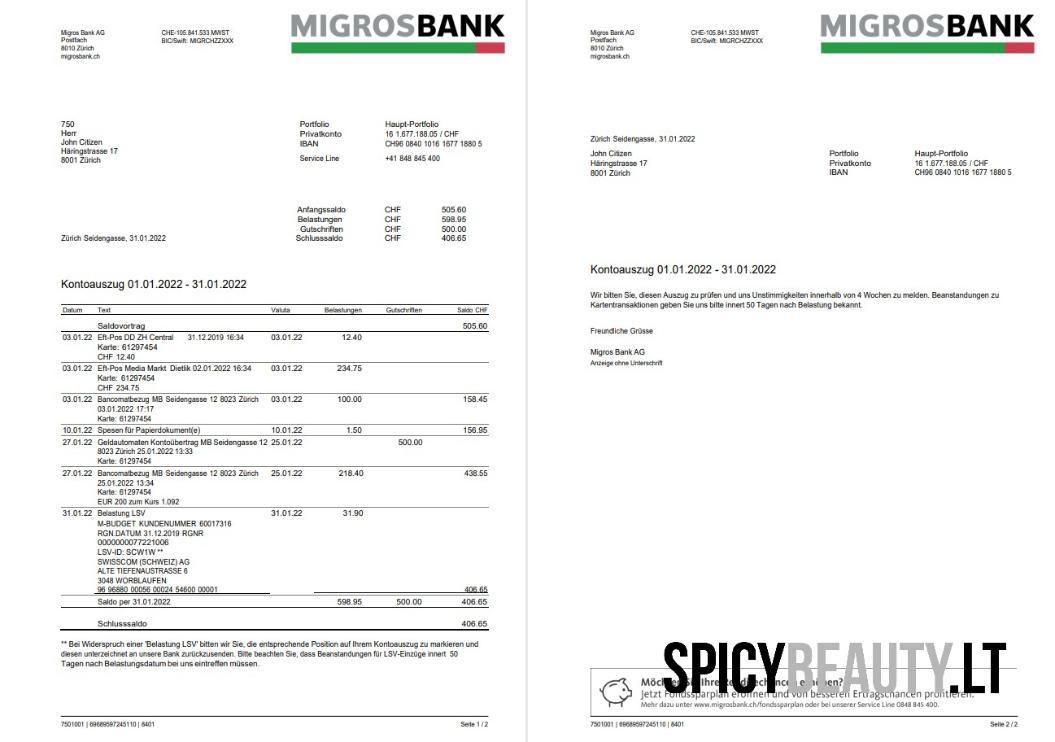 Migros Bank AG
Postfach
8010 Zürich
migrosbank.ch
CHE-105.841.533 MWST
BIC/Swift: MIGRCHZZXXX
MIGROSBANK
750
Herr
John Citizen
Häringstrasse 17
8001 Zürich
Portfolio Haupt-Portfolio
Privatkonto 16 1.677.188.05 / CHF
IBAN CH96 0840 1016 1677 1880 5
Service Line +41 848 845 400
Anfangssaldo CHF 505.60
Belastungen CHF 598.95
Gutschriften CHF 500.00
Schlusssaldo CHF 406.65
Zürich Seidengasse, 31.01.2022
Kontoauszug 01.01.2022 - 31.01.2022
Datum Text Valuta Belastungen Gutschriften Saldo CHF
Saldovortrag 505.60
03.01.22 Eft-Pos DD ZH Central 31.12.2019 16:34 03.01.22 12.40
Karte: 61297454
CHF 12.40
03.01.22 Eft-Pos Media Markt Dietlik 02.01.2022 16:34 03.01.22 234.75
Karte: 61297454
CHF 234.75
03.01.22 Bancomatbezug MB Seidengasse 12 8023 Zürich 03.01.22 100.00 158.45
03.01.2022 17:17
Karte: 61297454
10.01.22 Spesen für Papierdokument(e) 10.01.22 1.50 156.95
27.01.22 Geldautomaten Kontoübertrag MB Seidengasse 12 25.01.22 500.00
8023 Zürich 25.01.2022 13:33
Karte: 61297454
27.01.22 Bancomatbezug MB Seidengasse 12 8023 Zürich 25.01.22 218.40 438.55
25.01.2022 13:34
Karte: 61297454
EUR 200 zum Kurs 1.092
31.01.22 Belastung LSV 31.01.22 31.90
M-BUDGET KUNDENUMMER 60017316
RGN.DATUM 31.12.2019 RGNR
0000000077221006
LSV-ID: SCW1W **
SWISSCOM (SCHWEIZ) AG
ALTE TIEFENAUSTRASSE 6
3048 WORBLAUFEN
96 96880 00056 00024 54600 00001 406.65
Saldo per 31.01.2022 598.95 500.00 406.65
Schlusssaldo 406.65
** Bei Widerspruch einer 'Belastung LSV' bitten wir Sie, die entsprechende Position auf Ihrem Kontoauszug zu markieren und
diesen unterzeichnet an unsere Bank zurückzusenden. Bitte beachten Sie, dass Beanstandungen für LSV-Einzüge innert 50
Tagen nach Belastungsdatum bei uns eintreffen müssen.
7501001 | 69689597245110 | 8401 Seite 1 / 2
Migros Bank AG
Postfach
8010 Zürich
migrosbank.ch
CHE-105.841.533 MWST
BIC/Swift: MIGRCHZZXXX
MIGROSBANK
Zürich Seidengasse, 31.01.2022
John Citizen
Häringstrasse 17
8001 Zürich
Portfolio Haupt-Portfolio
Privatkonto 16 1.677.188.05 / CHF
IBAN CH96 0840 1016 1677 1880 5
Kontoauszug 01.01.2022 - 31.01.2022
Wir bitten Sie, diesen Auszug zu prüfen und uns Unstimmigkeiten innerhalb von 4 Wochen zu melden. Beanstandungen zu
Kartentransaktionen geben Sie uns bitte innert 50 Tagen nach Belastung bekannt.
Freundliche Grüsse
Migros Bank AG
Anzeige ohne Unterschrift
SPICYBEAUTY.LT
Möchten Sie Ihre Renditechancen erhöhen?
Jetzt Fondssparplan eröffnen und von besseren Ertragschancen profitieren.
Mehr dazu unter www.migrosbank.ch/fondssparplan oder bei unserer Service Line 0848 845 400.
7501001 | 69689597245110 | 8401 Seite 2 / 2